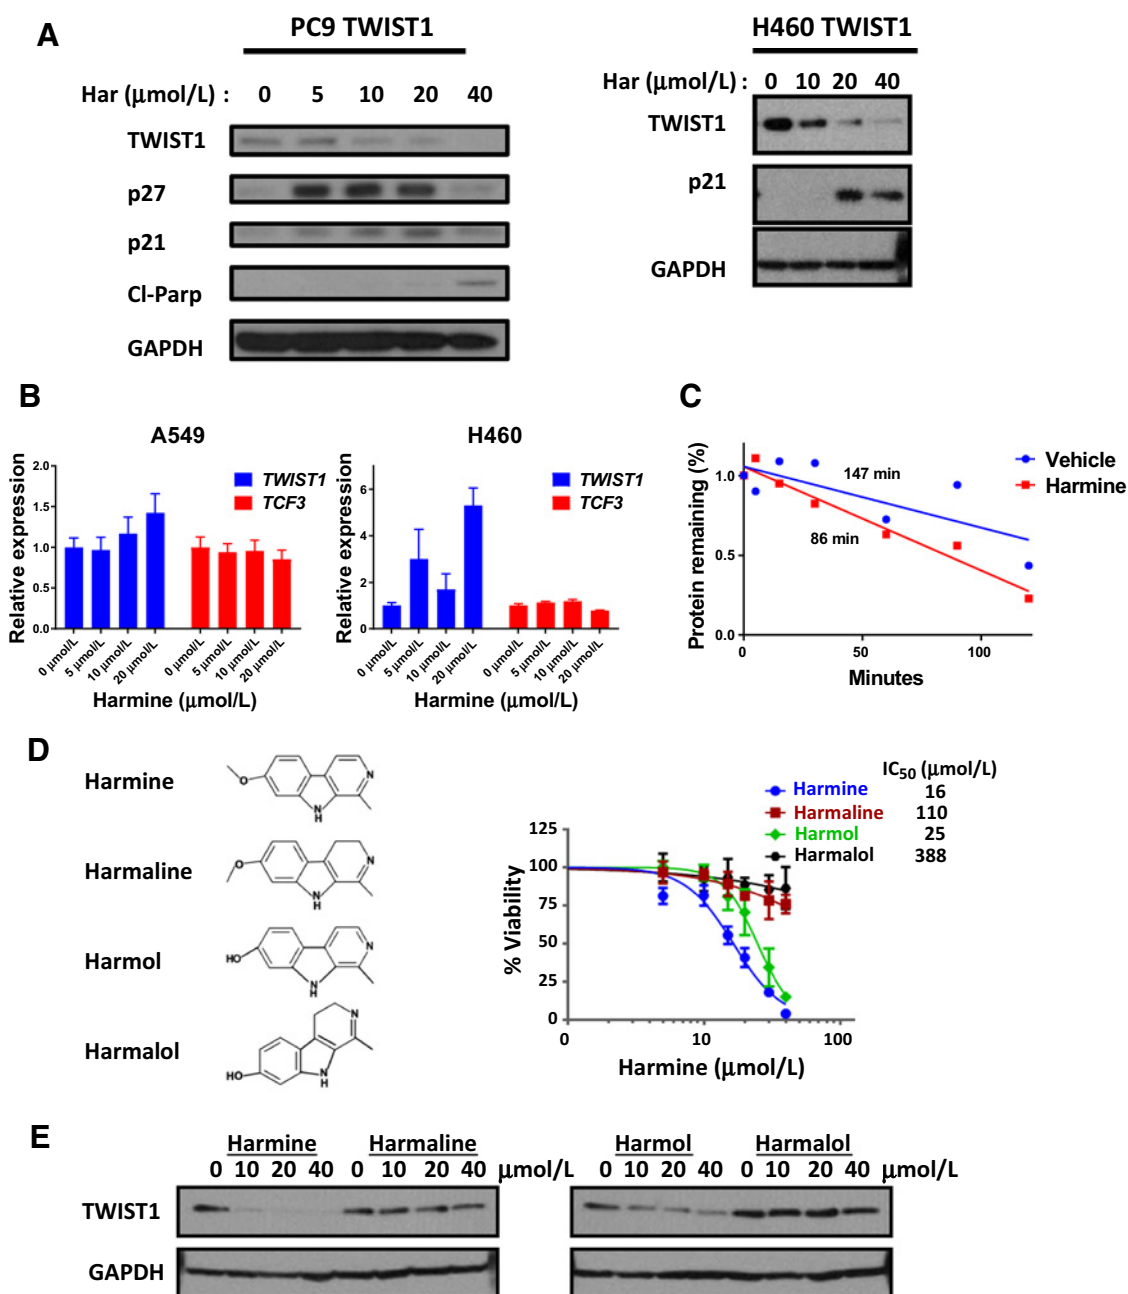 A
PC9 TWIST1
Har (μmol/L) : 0 5 10 20 40
TWIST1
p27
p21
Cl-Parp
GAPDH
H460 TWIST1
Har (μmol/L) : 0 10 20 40
TWIST1
p21
GAPDH
B
A549
Relative expression
2.0
1.5
1.0
0.5
0.0
TWIST1
TCF3
0 μmol/L 5 μmol/L 10 μmol/L 20 μmol/L 0 μmol/L 5 μmol/L 10 μmol/L 20 μmol/L
Harmine (μmol/L)
H460
Relative expression
6
4
2
0
TWIST1
TCF3
0 μmol/L 5 μmol/L 10 μmol/L 20 μmol/L 0 μmol/L 5 μmol/L 10 μmol/L 20 μmol/L
Harmine (μmol/L)
C
Protein remaining (%)
1.0
0.5
0.0
147 min
86 min
Vehicle
Harmine
0 50 100
Minutes
D
Harmine
O
N
N
H
Harmaline
O
N
N
H
Harmol
HO
N
N
H
Harmalol
HO
N
N
H
IC50 (μmol/L)
Harmine 16
Harmaline 110
Harmol 25
Harmalol 388
% Viability
125
100
75
50
25
0
0 10 100
Harmine (μmol/L)
E
Harmine Harmaline
0 10 20 40 0 10 20 40 μmol/L
TWIST1
GAPDH
Harmol Harmalol
0 10 20 40 0 10 20 40 μmol/L